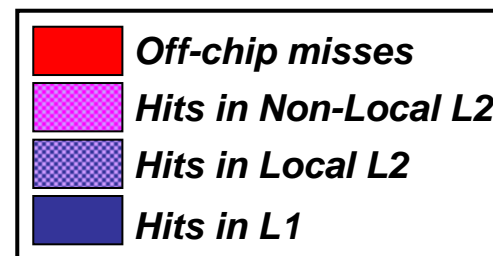 Off-chip misses
Hits in Non-Local L2
Hits in Local L2
Hits in L1